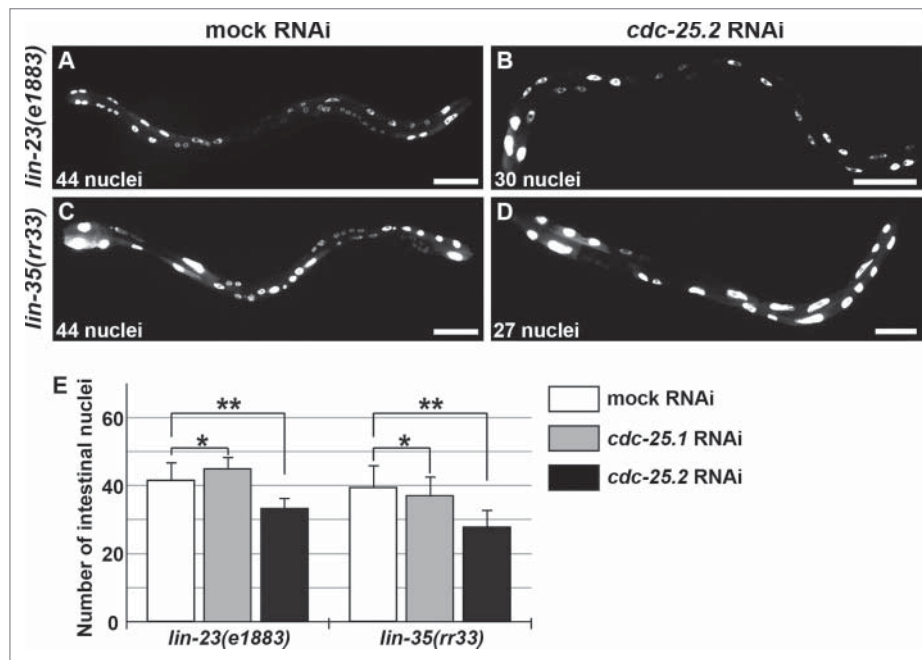 mock RNAi
cdc-25.2 RNAi
lin-23(e1883)
A
44 nuclei
B
30 nuclei
lin-35(rr33)
C
44 nuclei
D
27 nuclei
E
Number of intestinal nuclei
60
40
20
0
**
*
**
*
lin-23(e1883)
lin-35(rr33)
mock RNAi
cdc-25.1 RNAi
cdc-25.2 RNAi